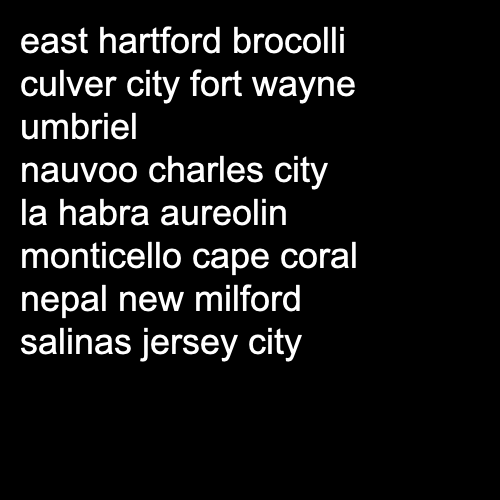 east hartford brocolli
culver city fort wayne
umbriel
nauvoo charles city
la habra aureolin
monticello cape coral
nepal new milford
salinas jersey city